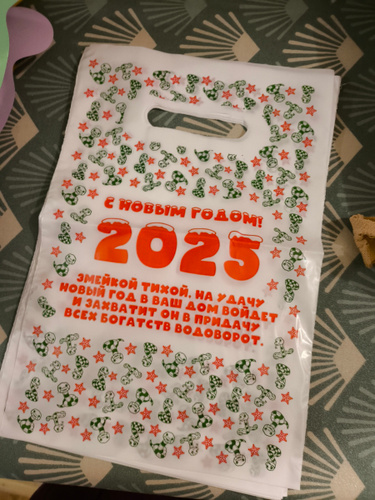 С НОВЫМ ГОДОМ!
2025
ЗМЕЙКОЙ ТИХОЙ, НА УДАЧУ
НОВЫЙ ГОД В ВАШ ДОМ ВОЙДЕТ
И ЗАХВАТИТ ОН В ПРИДАЧУ
ВСЕХ БОГАТСТВ ВОДОВОРОТ.